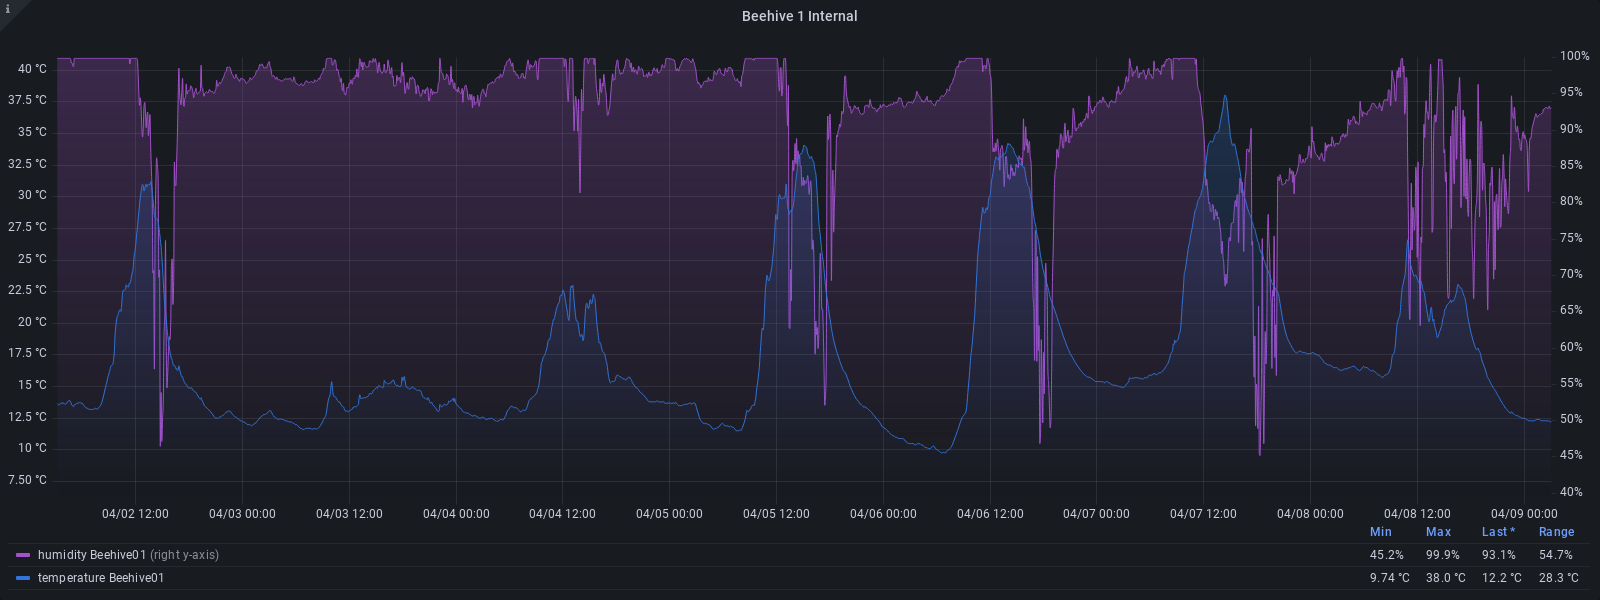 i
Beehive 1 Internal
40 °C
37.5 °C
35 °C
32.5 °C
30 °C
27.5 °C
25 °C
22.5 °C
20 °C
17.5 °C
15 °C
12.5 °C
10 °C
7.50 °C
100%
95%
90%
85%
80%
75%
70%
65%
60%
55%
50%
45%
40%
04/02 12:00 04/03 00:00 04/03 12:00 04/04 00:00 04/04 12:00 04/05 00:00 04/05 12:00 04/06 00:00 04/06 12:00 04/07 00:00 04/07 12:00 04/08 00:00 04/08 12:00 04/09 00:00
Min Max Last * Range
humidity Beehive01 (right y-axis) 45.2% 99.9% 93.1% 54.7%
temperature Beehive01 9.74 °C 38.0 °C 12.2 °C 28.3 °C